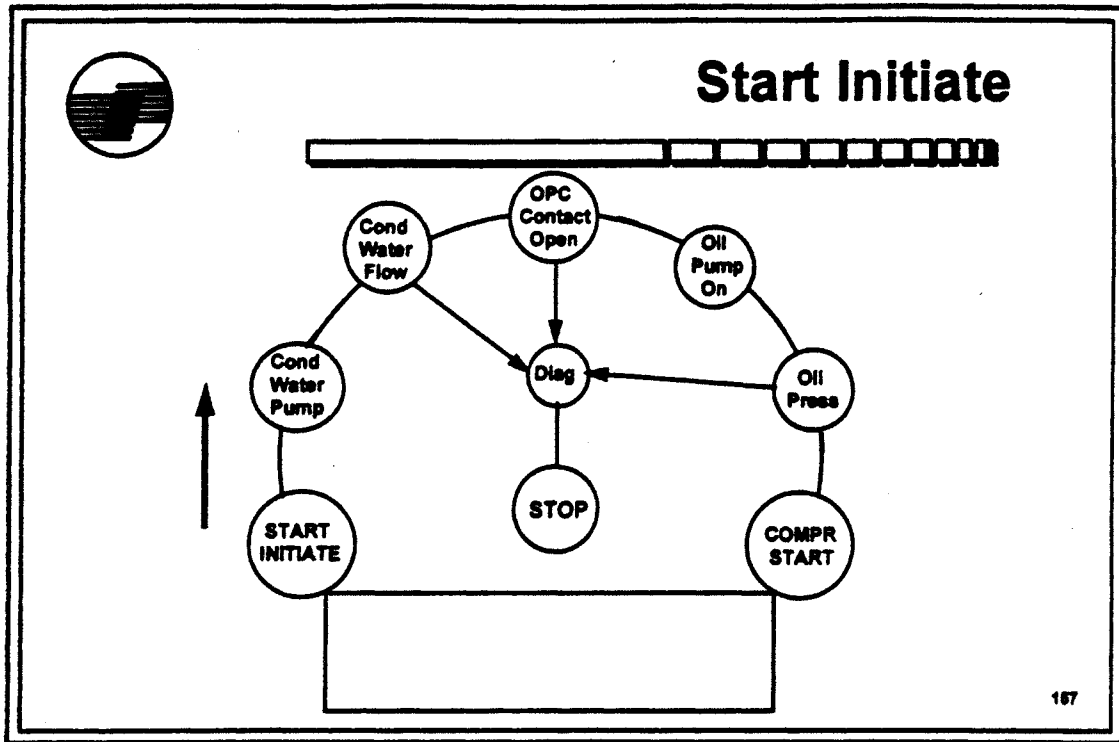 Start Initiate
OPC
Contact
Open
Cond
Water
Flow
Oil
Pump
On
Cond
Water
Pump
Diag
Oil
Press
START
INITIATE
STOP
COMPR
START
187